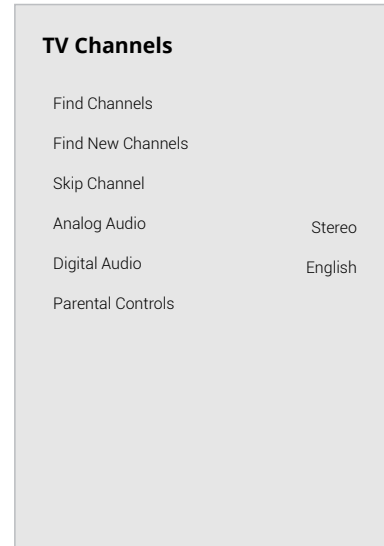 TV Channels
Find Channels
Find New Channels
Skip Channel
Analog Audio Stereo
Digital Audio English
Parental Controls